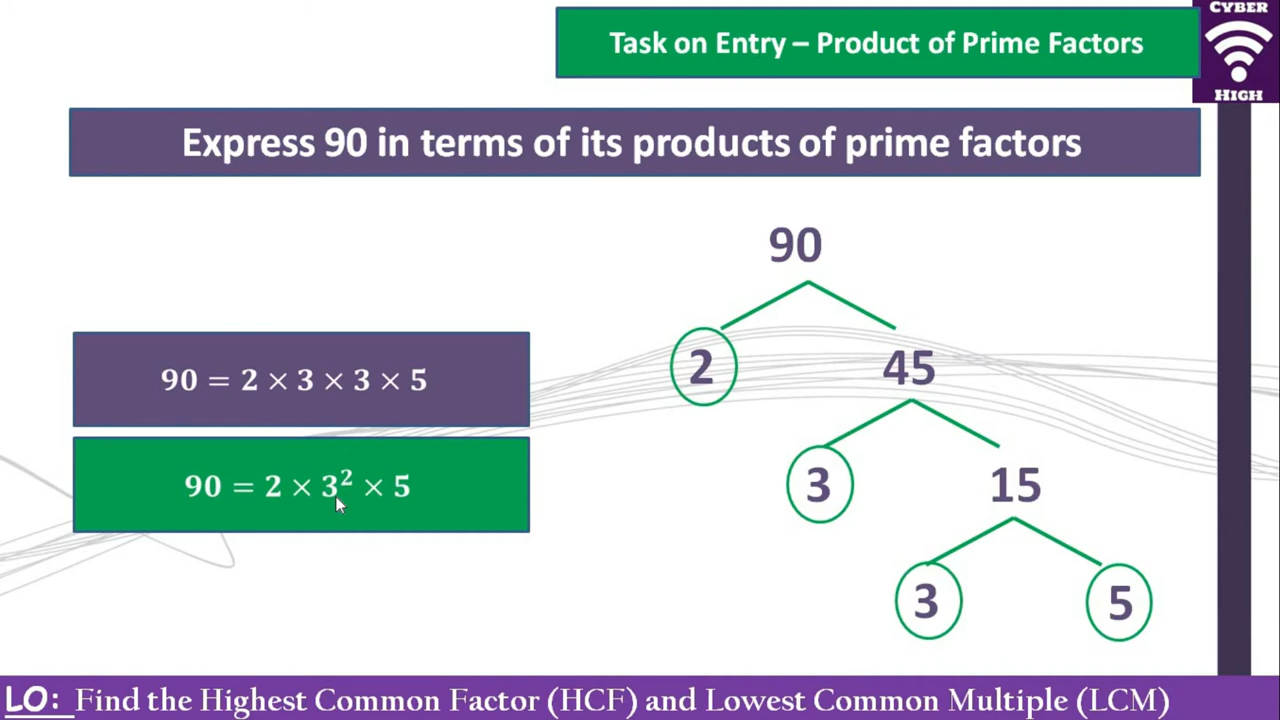 CYBER
HIGH
Task on Entry – Product of Prime Factors
Express 90 in terms of its products of prime factors
90
2 45
90 = 2 × 3 × 3 × 5
3 15
90 = 2 × 3² × 5
3 5
LO: Find the Highest Common Factor (HCF) and Lowest Common Multiple (LCM)